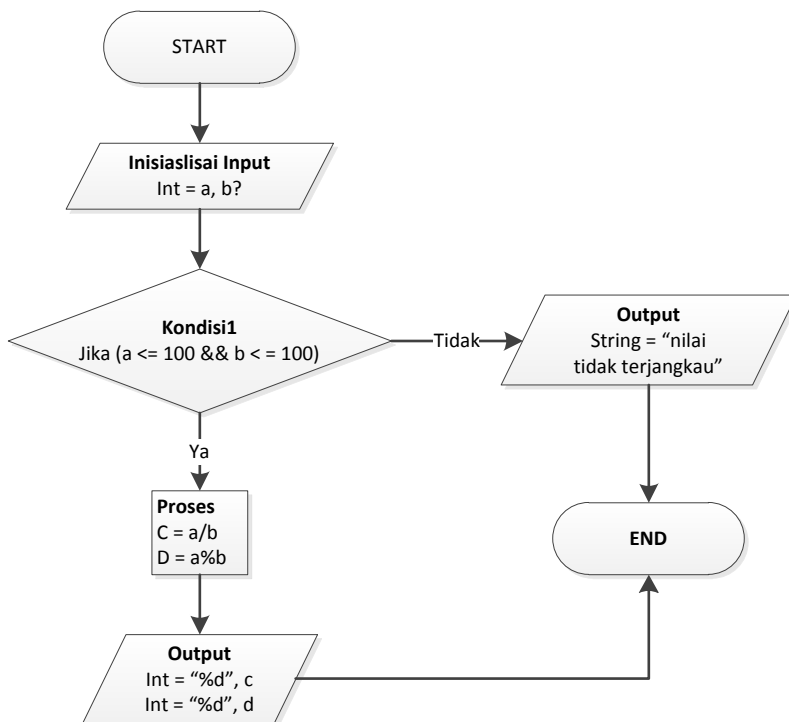 START
Inisiaslisai Input
Int = a, b?
Kondisi1
Jika (a <= 100 && b < = 100)
Tidak
Output
String = “nilai
tidak terjangkau”
Ya
Proses
C = a/b
D = a%b
END
Output
Int = “%d”, c
Int = “%d”, d